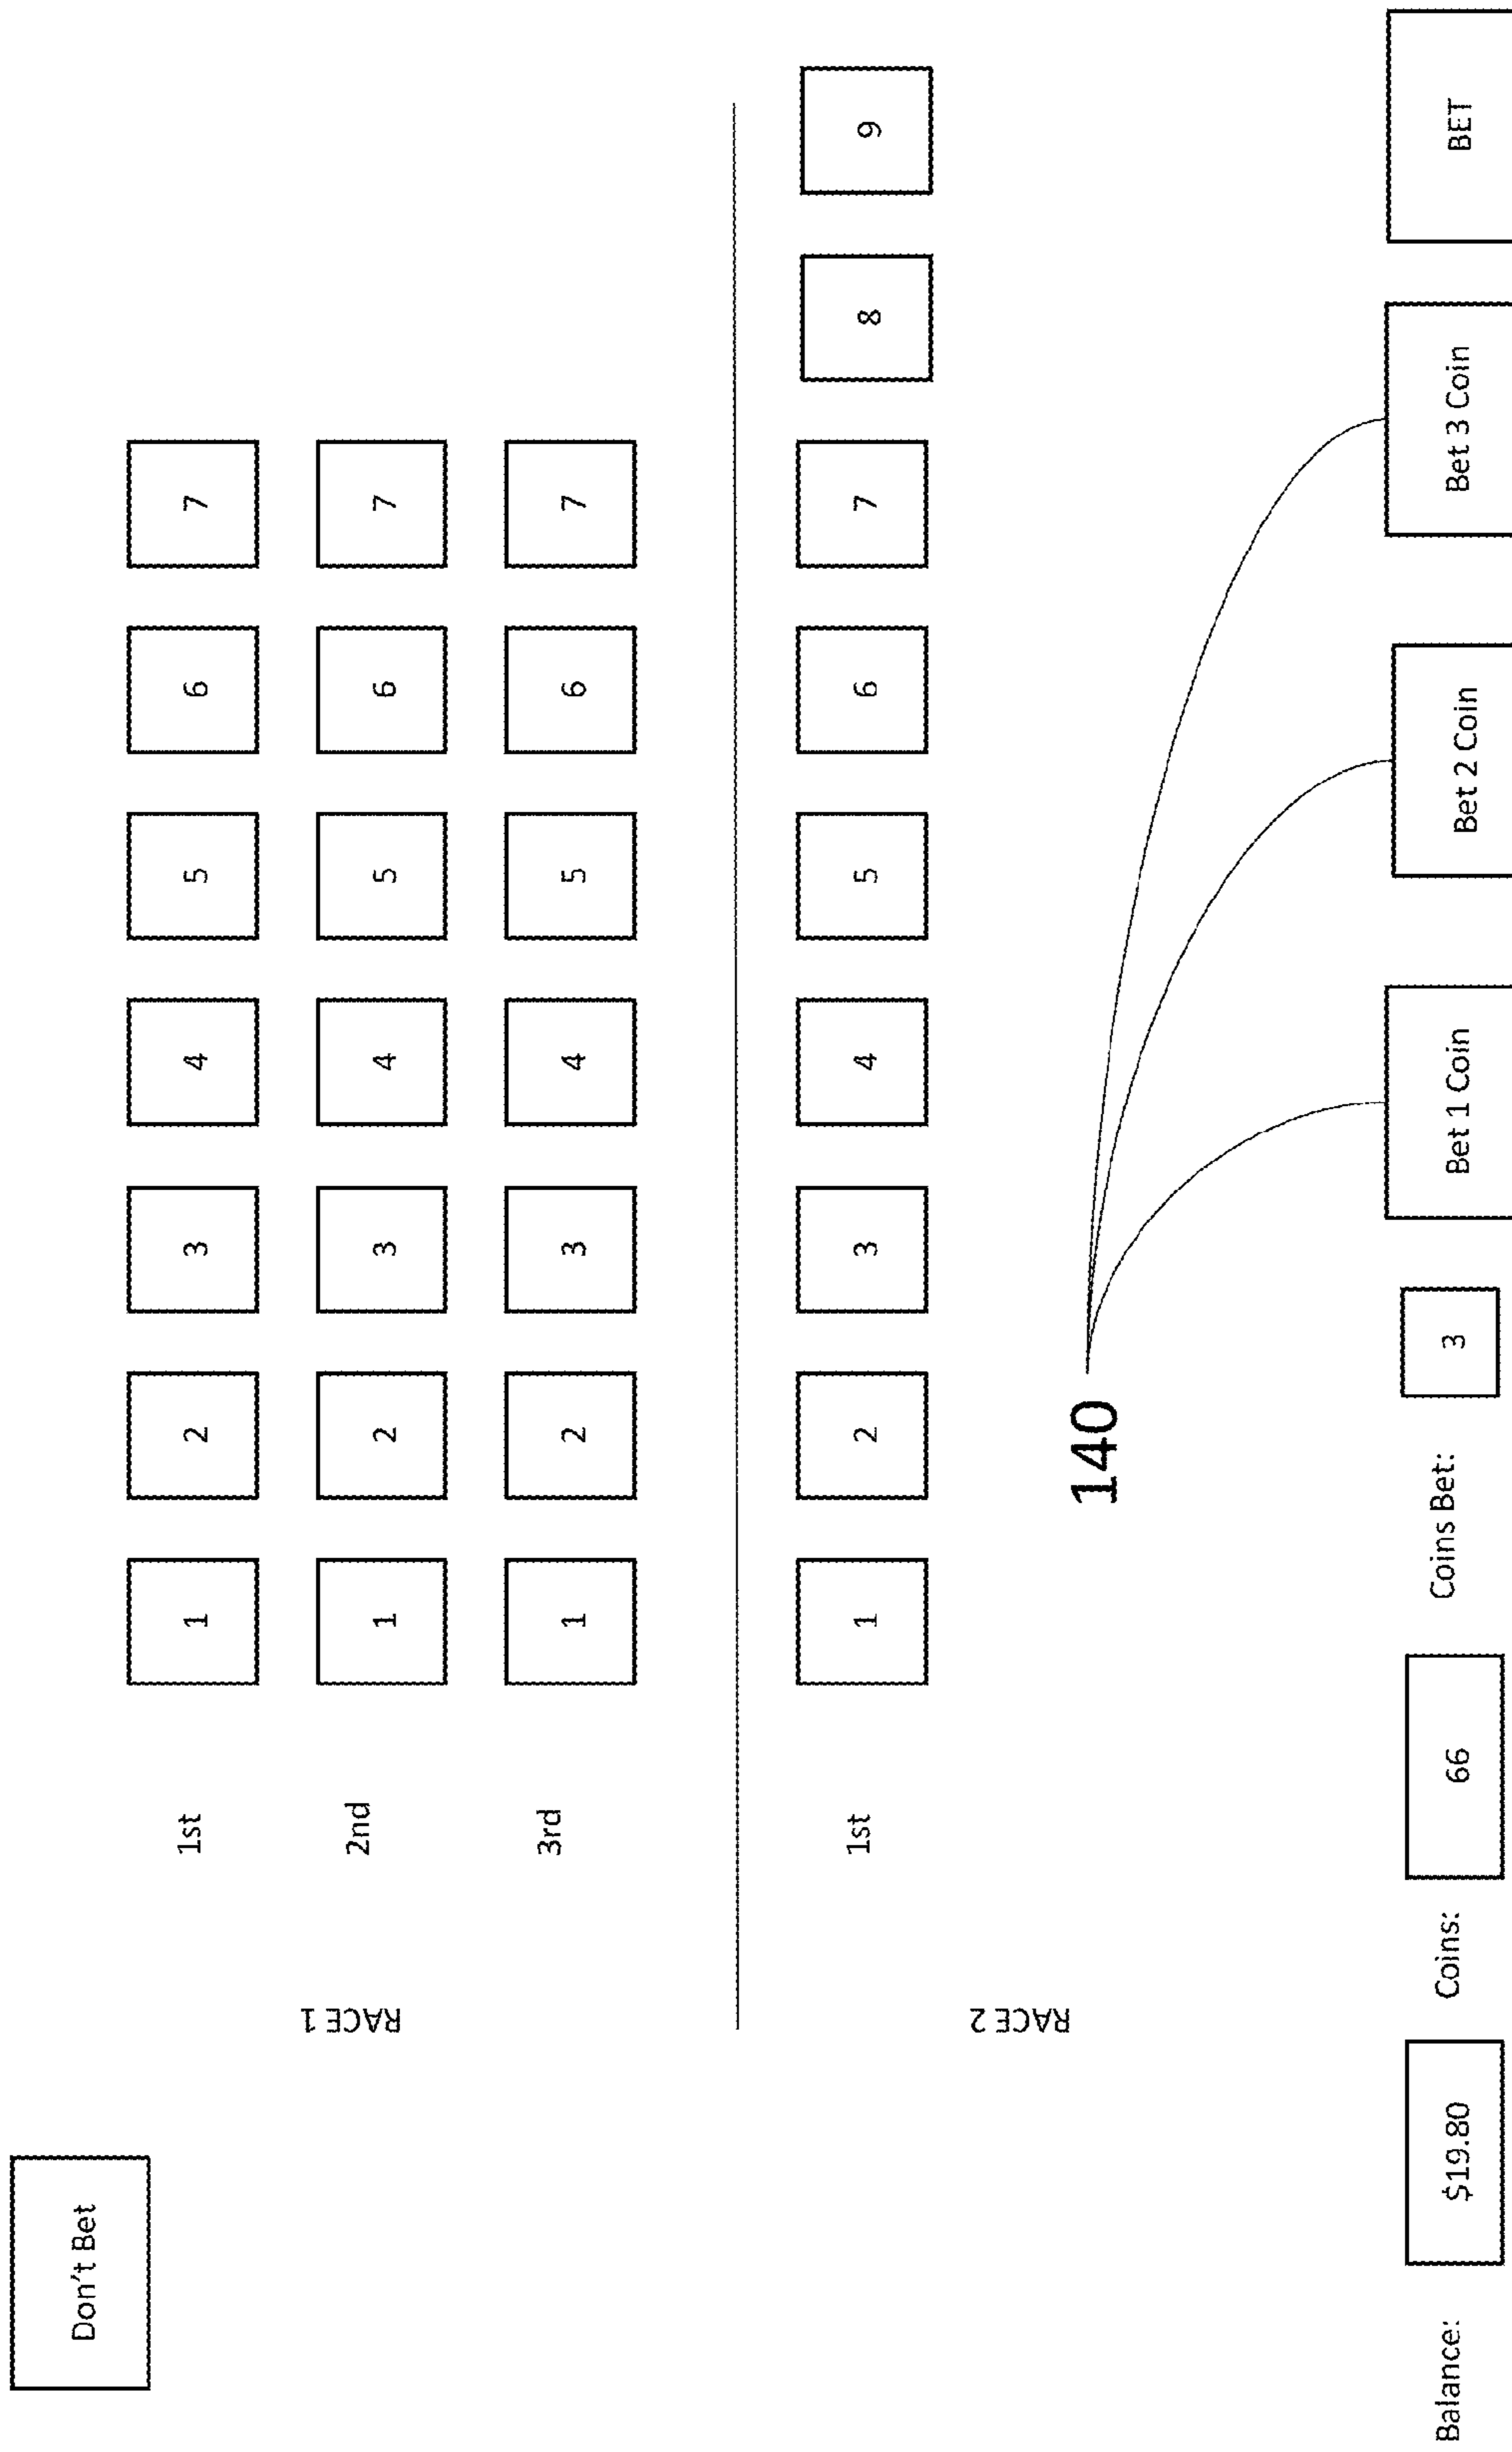 Don't Bet
RACE 1
1st 1 2 3 4 5 6 7
2nd 1 2 3 4 5 6 7
3rd 1 2 3 4 5 6 7
RACE 2
1st 1 2 3 4 5 6 7 8 9
140
Balance: $19.80 Coins: 66 Coins Bet: 3 Bet 1 Coin Bet 2 Coin Bet 3 Coin BET